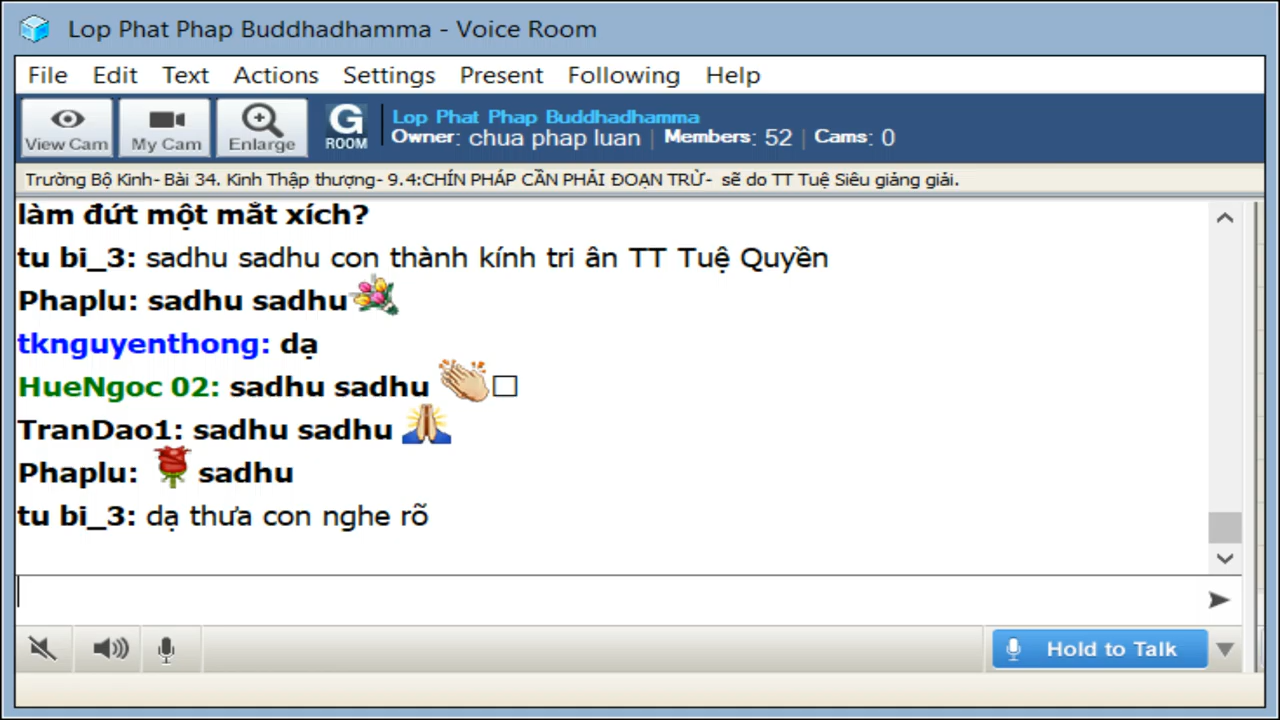 Lop Phat Phap Buddhadhamma - Voice Room
File Edit Text Actions Settings Present Following Help
View Cam My Cam Enlarge G ROOM
Lop Phat Phap Buddhadhamma
Owner: chua phap luan | Members: 52 | Cams: 0
Trường Bộ Kinh- Bài 34. Kinh Thập thượng- 9.4:CHÍN PHÁP CẦN PHẢI ĐOẠN TRỪ- sẽ do TT Tuệ Siêu giảng giải.
làm đứt một mắt xích?
tu bi_3: sadhu sadhu con thành kính tri ân TT Tuệ Quyền
Phaplu: sadhu sadhu
tknguyenthong: dạ
HueNgoc 02: sadhu sadhu
TranDao1: sadhu sadhu
Phaplu: sadhu
tu bi_3: dạ thưa con nghe rõ
Hold to Talk